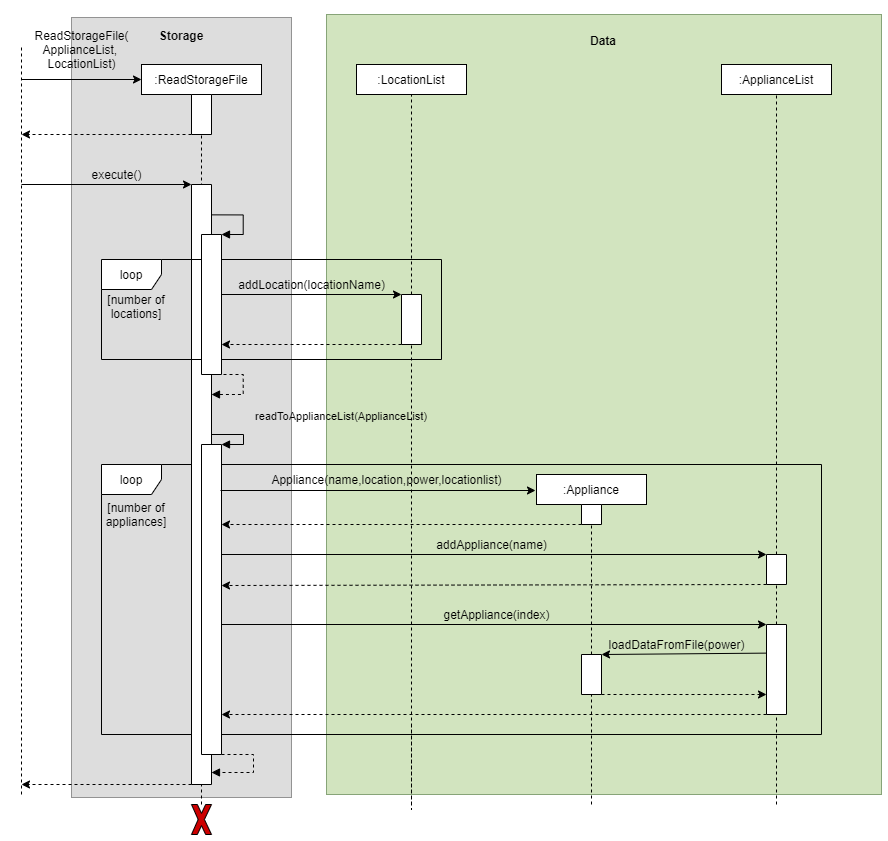 ReadStorageFile(
ApplianceList,
LocationList)
Storage
Data
:ReadStorageFile
:LocationList
:ApplianceList
execute()
loop
[number of
locations]
addLocation(locationName)
readToApplianceList(ApplianceList)
loop
[number of
appliances]
Appliance(name,location,power,locationlist)
:Appliance
addAppliance(name)
getAppliance(index)
loadDataFromFile(power)
X